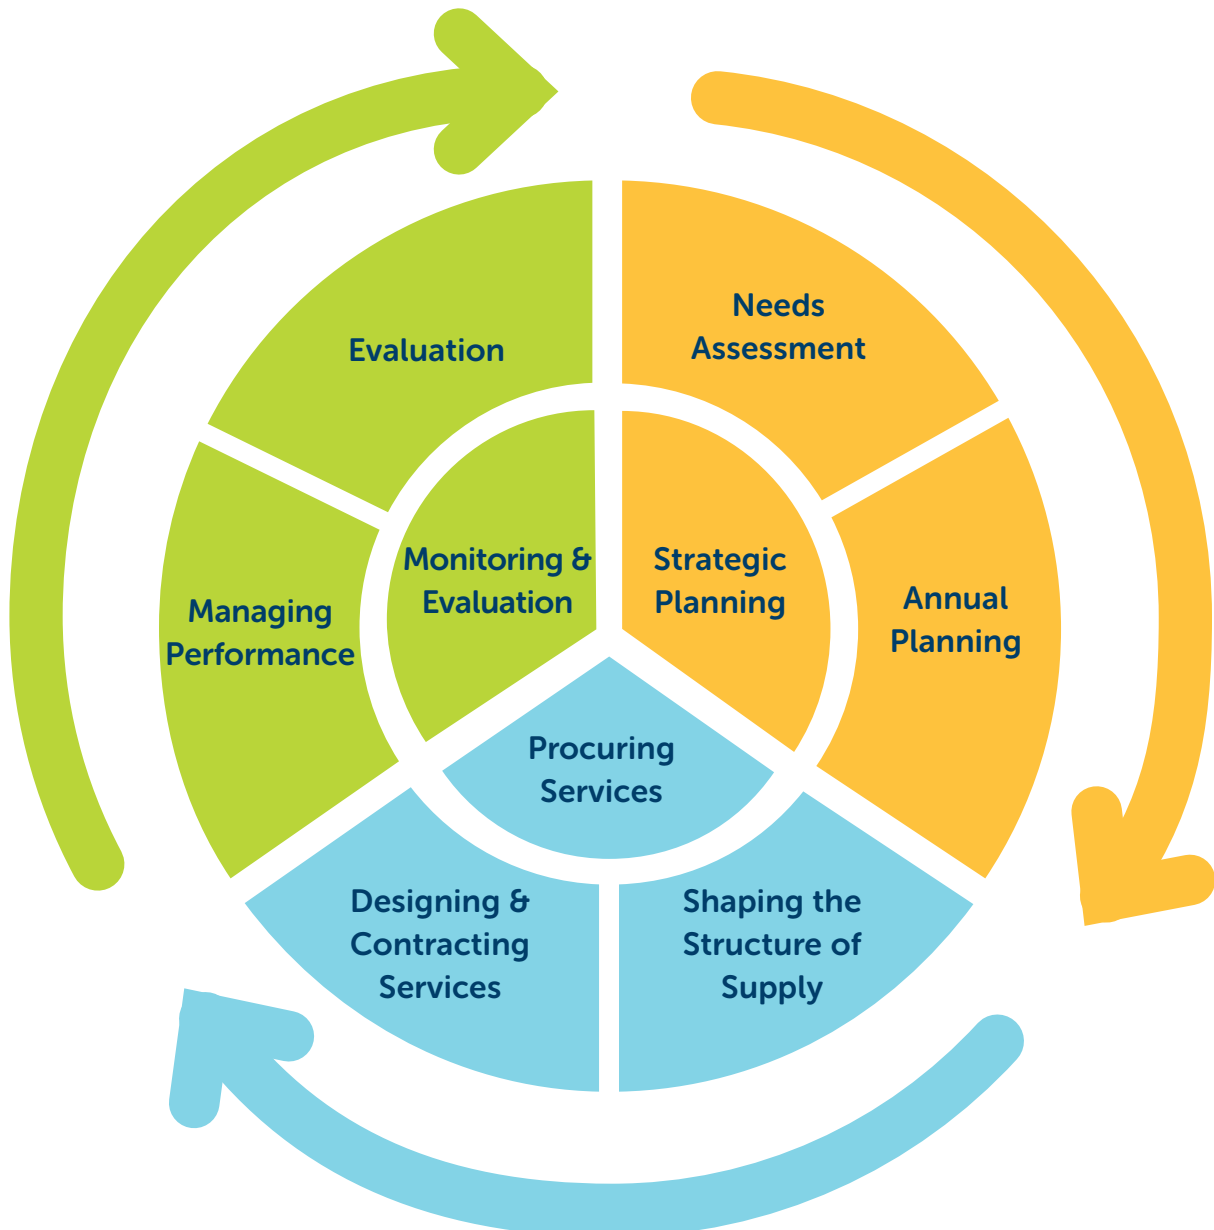 Needs
Assessment
Annual
Planning
Strategic
Planning
Shaping the
Structure of
Supply
Designing &
Contracting
Services
Procuring
Services
Managing
Performance
Evaluation
Monitoring &
Evaluation